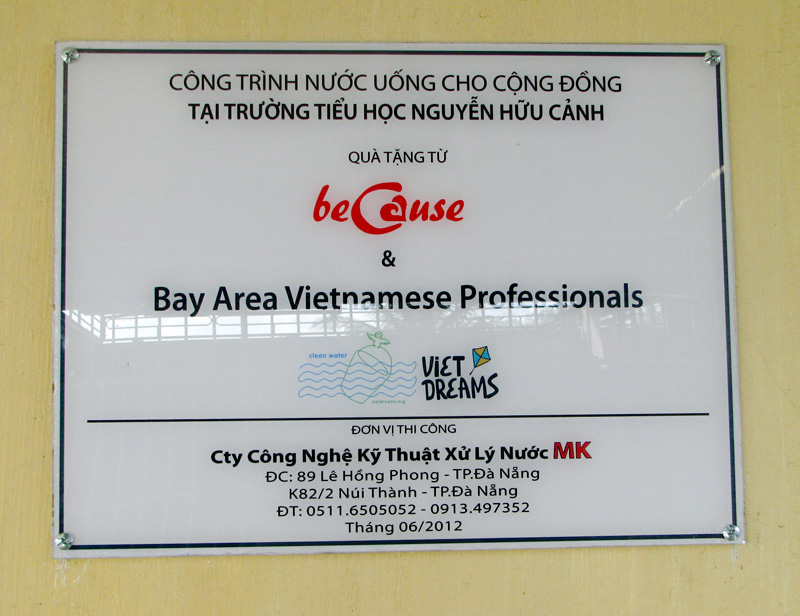 CÔNG TRÌNH NƯỚC UỐNG CHO CỘNG ĐỒNG
TẠI TRƯỜNG TIỂU HỌC NGUYỄN HỮU CẢNH
QUÀ TẶNG TỪ
beCause
&
Bay Area Vietnamese Professionals
clean water
vietdreams.org
ViET DREAMS
ĐƠN VỊ THI CÔNG
Cty Công Nghệ Kỹ Thuật Xử Lý Nước MK
ĐC: 89 Lê Hồng Phong - TP.Đà Nẵng
K82/2 Núi Thành - TP.Đà Nẵng
ĐT: 0511.6505052 - 0913.497352
Tháng 06/2012